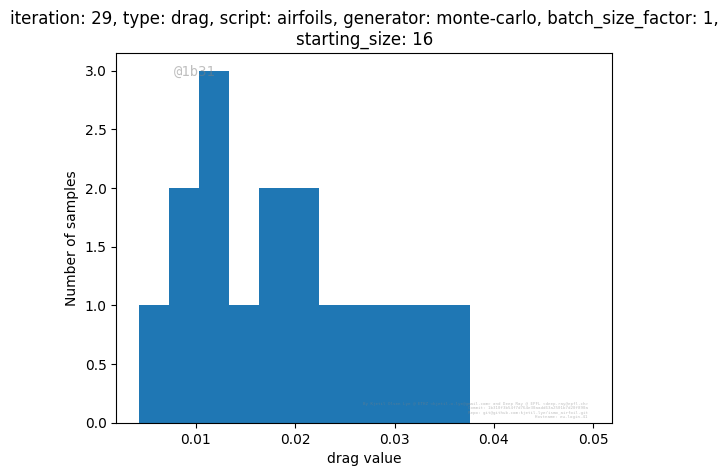 iteration: 29, type: drag, script: airfoils, generator: monte-carlo, batch_size_factor: 1,
starting_size: 16
@1b31
3.0
2.5
2.0
1.5
1.0
0.5
0.0
Number of samples
0.01
0.02
0.03
0.04
0.05
drag value